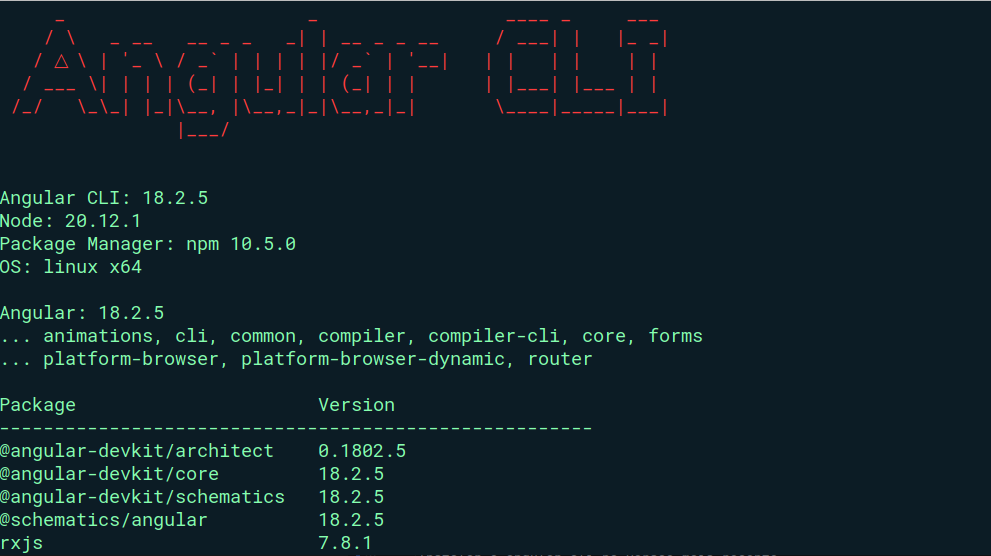 Angular CLI
Angular CLI: 18.2.5
Node: 20.12.1
Package Manager: npm 10.5.0
OS: linux x64
Angular: 18.2.5
... animations, cli, common, compiler, compiler-cli, core, forms
... platform-browser, platform-browser-dynamic, router
Package Version
------------------------------------------------------
@angular-devkit/architect 0.1802.5
@angular-devkit/core 18.2.5
@angular-devkit/schematics 18.2.5
@schematics/angular 18.2.5
rxjs 7.8.1